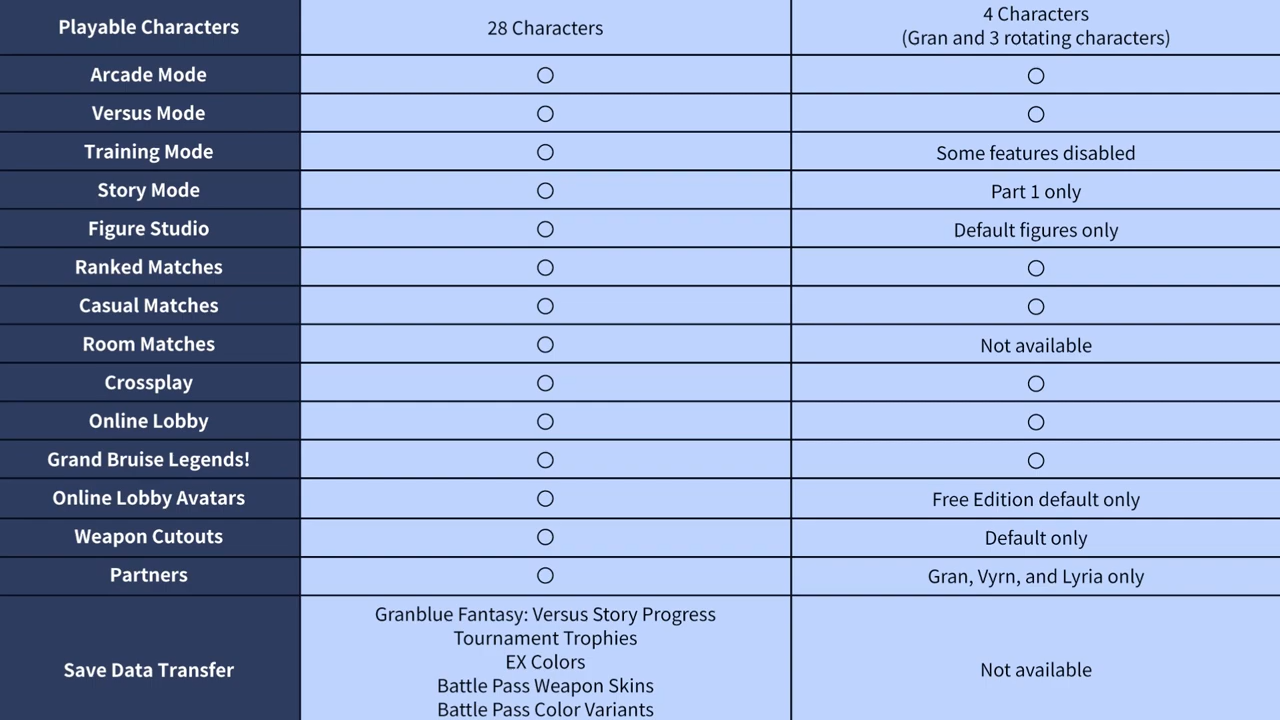 Playable Characters
28 Characters
4 Characters
(Gran and 3 rotating characters)
Arcade Mode ○ ○
Versus Mode ○ ○
Training Mode ○ Some features disabled
Story Mode ○ Part 1 only
Figure Studio ○ Default figures only
Ranked Matches ○ ○
Casual Matches ○ ○
Room Matches ○ Not available
Crossplay ○ ○
Online Lobby ○ ○
Grand Bruise Legends! ○ ○
Online Lobby Avatars ○ Free Edition default only
Weapon Cutouts ○ Default only
Partners ○ Gran, Vyrn, and Lyria only
Save Data Transfer
Granblue Fantasy: Versus Story Progress
Tournament Trophies
EX Colors
Battle Pass Weapon Skins
Battle Pass Color Variants
Not available